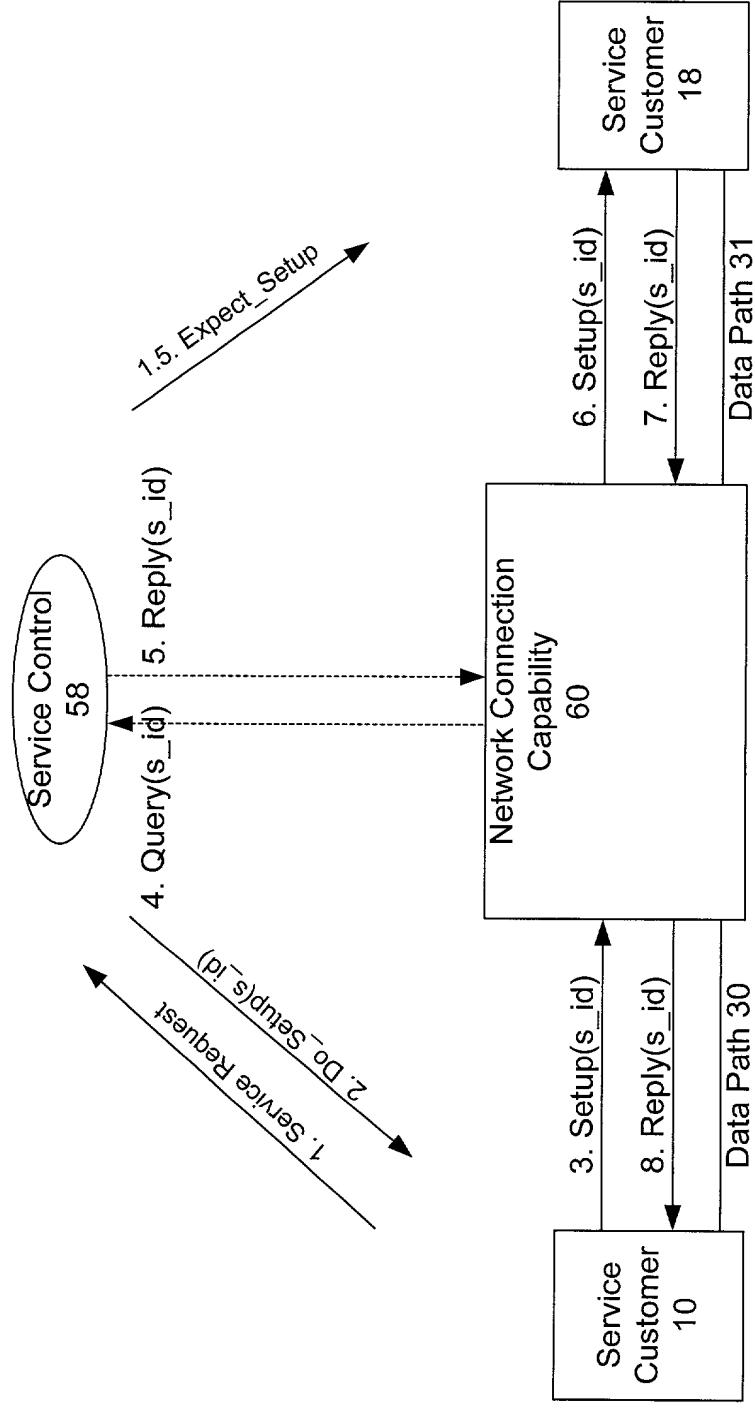 Service Control
58
1. Service Request
2. Do_Setup(s_id)
4. Query(s_id)
5. Reply(s_id)
1.5. Expect_Setup
Service
Customer
10
3. Setup(s_id)
8. Reply(s_id)
Data Path 30
Network Connection
Capability
60
6. Setup(s_id)
7. Reply(s_id)
Data Path 31
Service
Customer
18